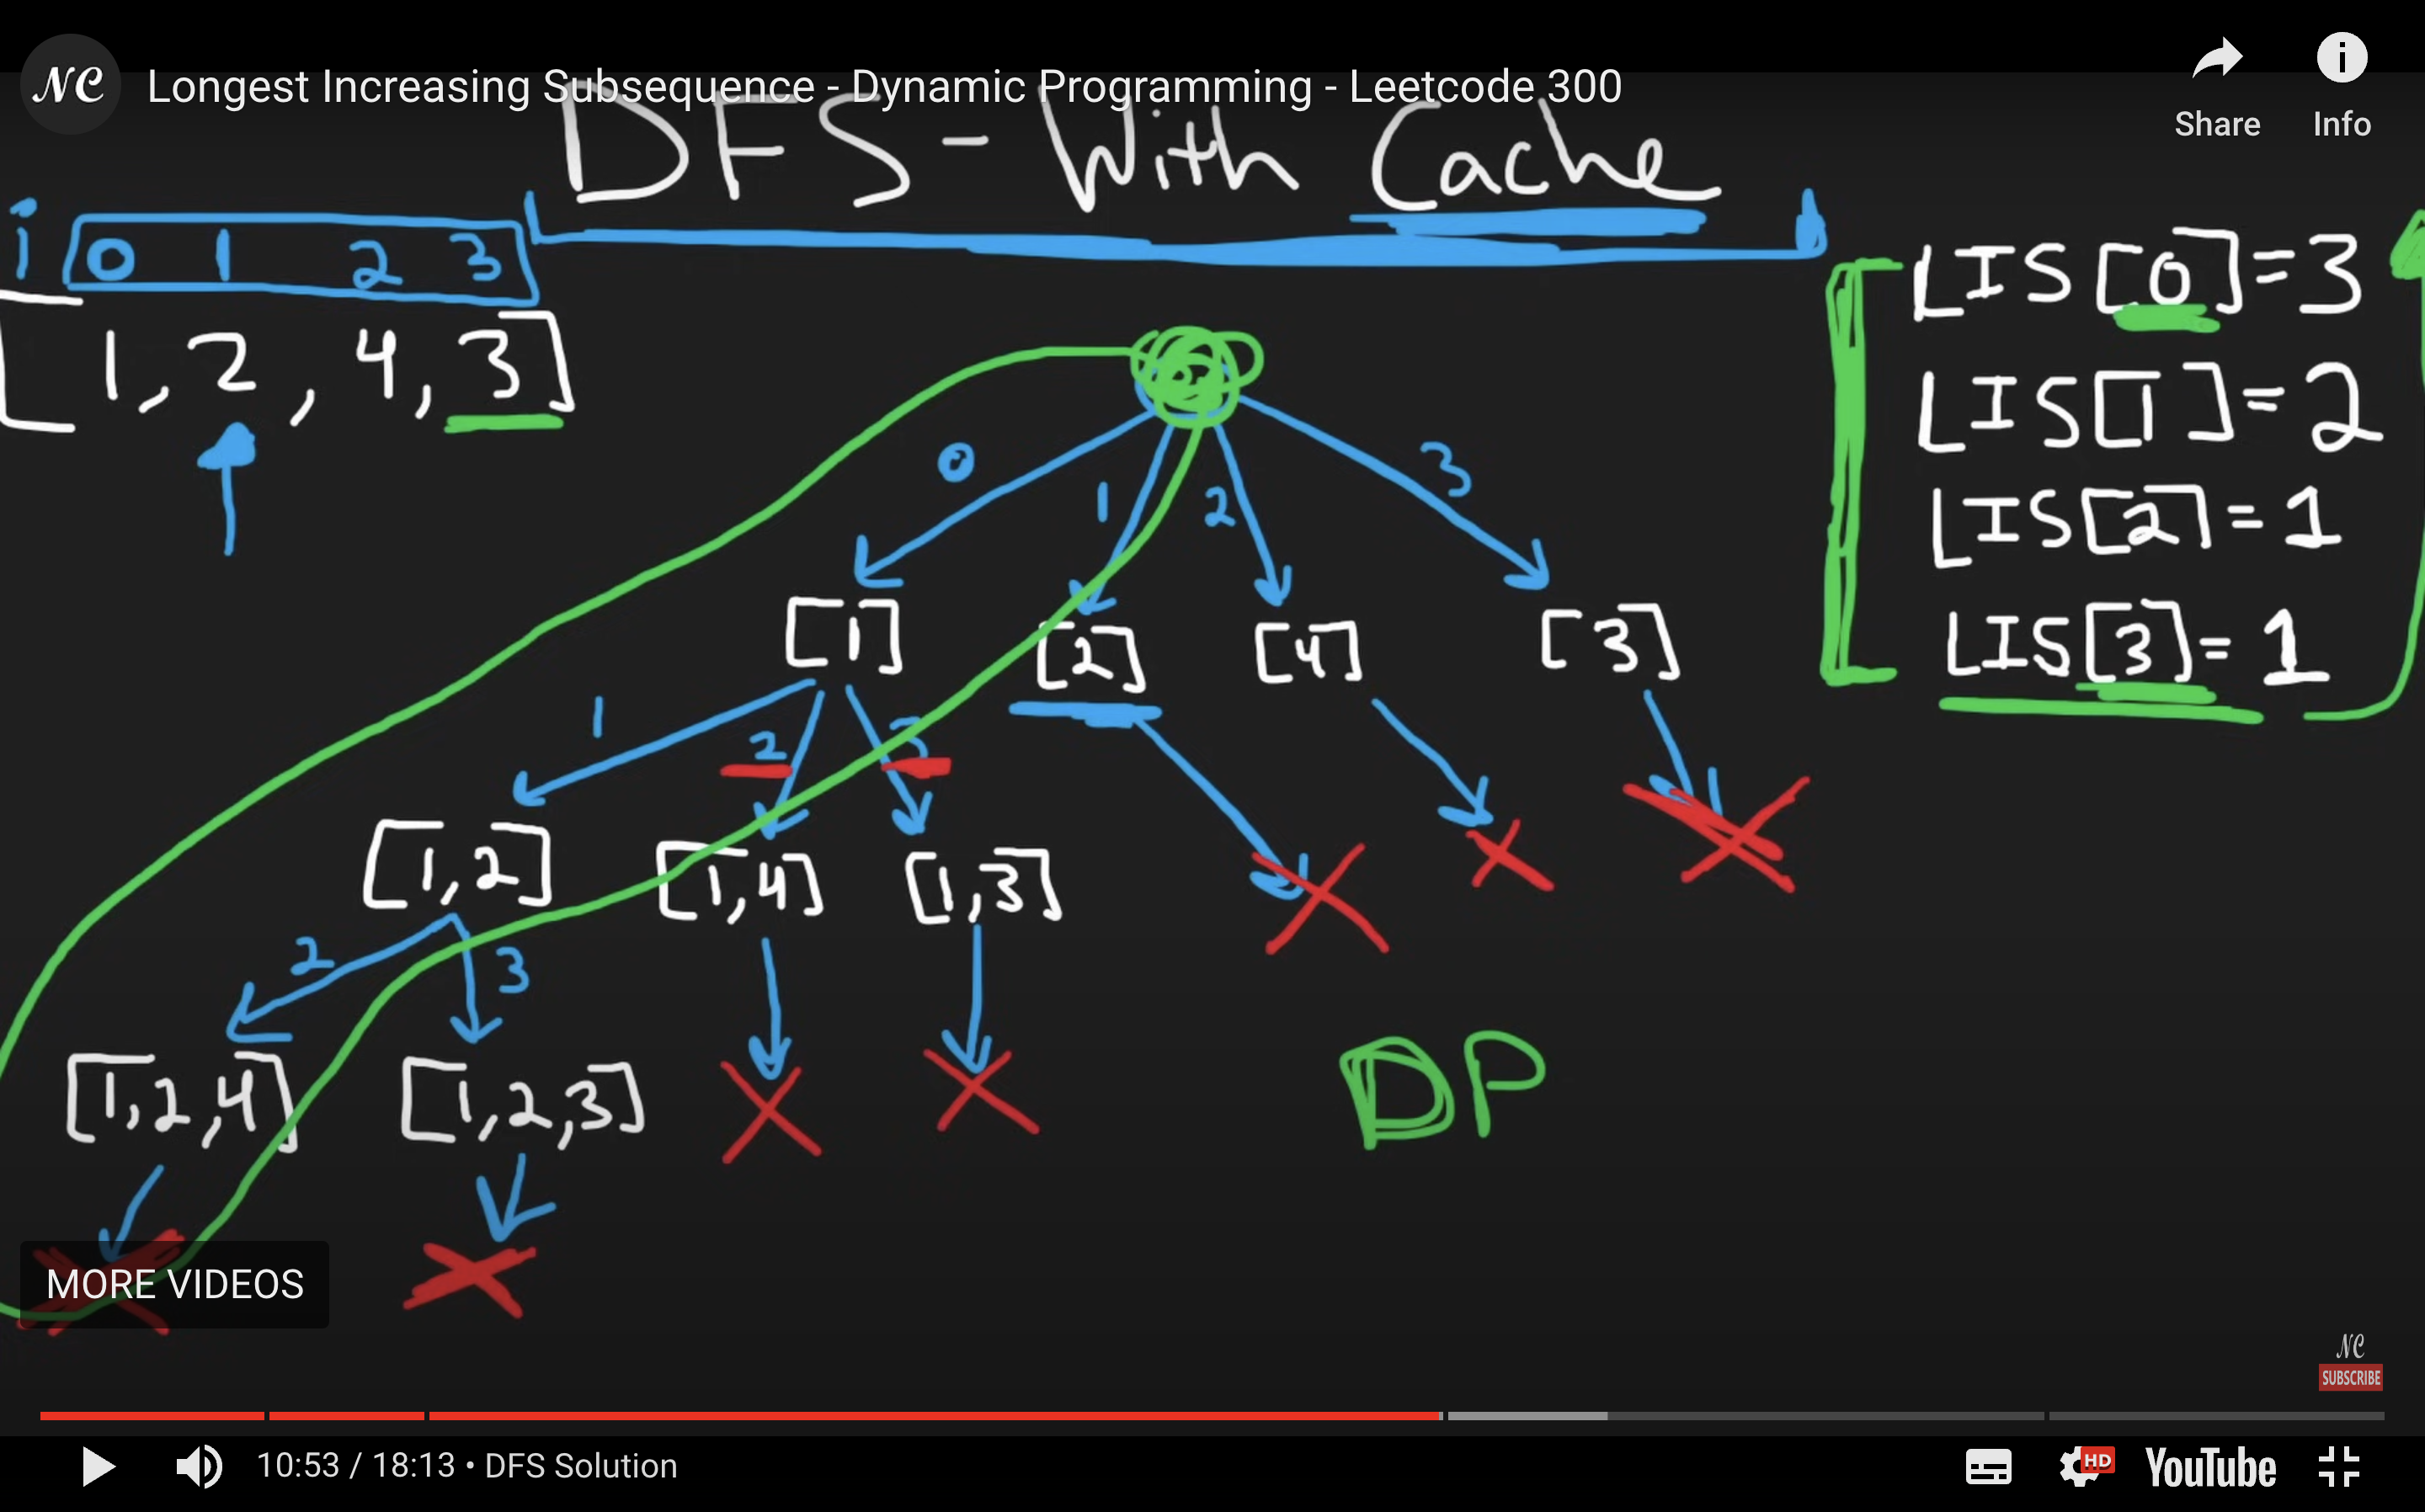 NC
Longest Increasing Subsequence - Dynamic Programming - Leetcode 300
Share
Info
DFS - With Cache
i 0 1 2 3
[1, 2, 4, 3]
LIS[0]=3
LIS[1]=2
LIS[2]=1
LIS[3]=1
0 1 2 3
[1] [2] [4] [3]
1 2 3
[1,2] [1,4] [1,3]
2 3
[1,2,4] [1,2,3]
DP
MORE VIDEOS
NC
SUBSCRIBE
10:53 / 18:13 • DFS Solution
HD
YouTube